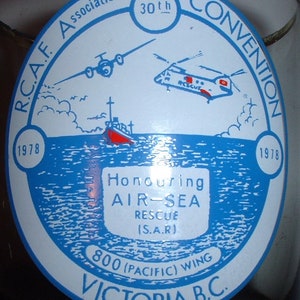 R.C.A.F. Association
30th
CONVENTION
RESCUE
1978
1978
Honouring
AIR-SEA
RESCUE
(S.A.R)
800 (PACIFIC) WING
VICTORIA B.C.